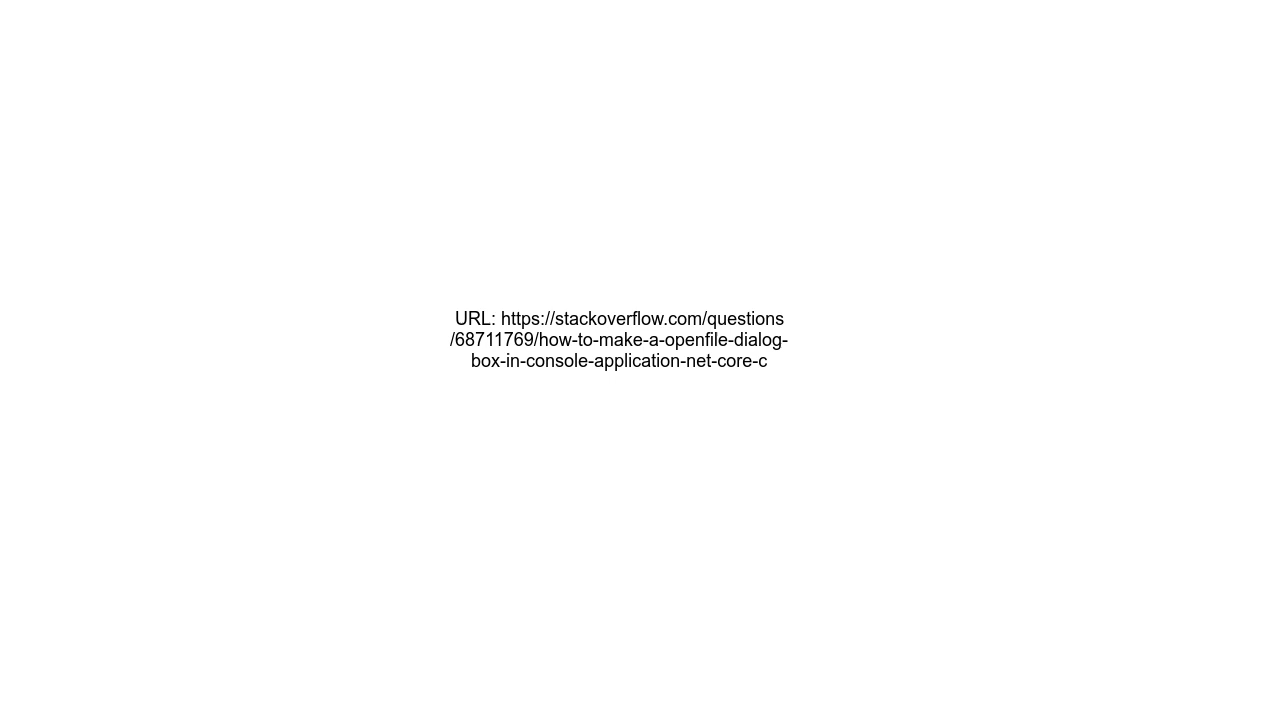 URL: https://stackoverflow.com/questions
/68711769/how-to-make-a-openfile-dialog-
box-in-console-application-net-core-c